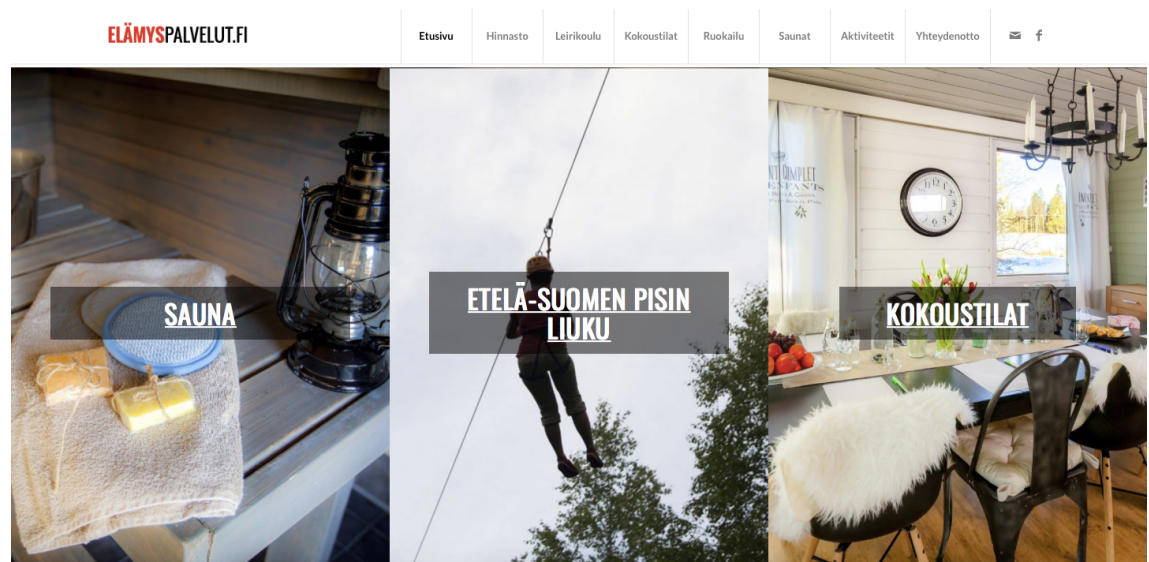 ELÄMYSPALVELUT.FI
Etusivu
Hinnasto
Leirikoulu
Kokoustilat
Ruokailu
Saunat
Aktiviteetit
Yhteydenotto
SAUNA
ETELÄ-SUOMEN PISIN
LIUKU
KOKOUSTILAT